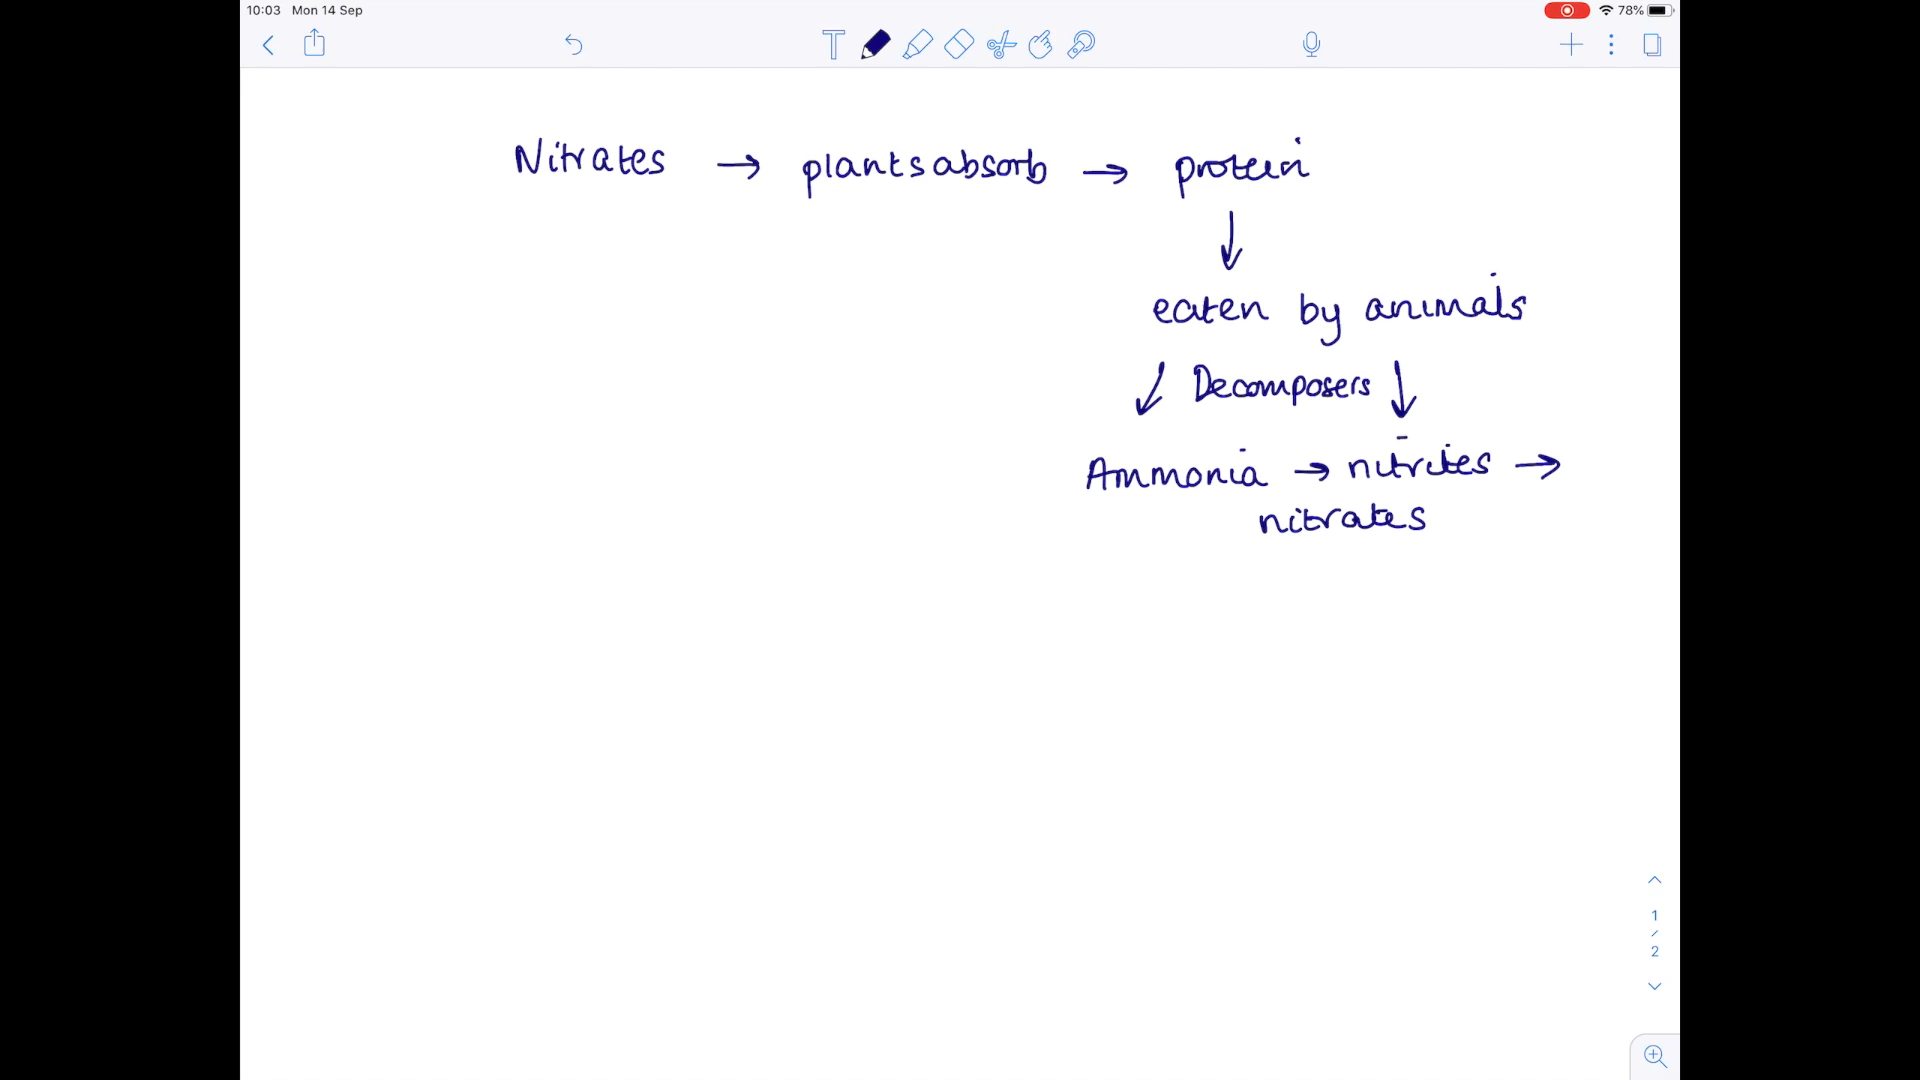 10:03 Mon 14 Sep
78%
T
Nitrates → plants absorb → protein
↓
eaten by animals
↙ Decomposers ↓
Ammonia → nitrites →
nitrates
1
/
2